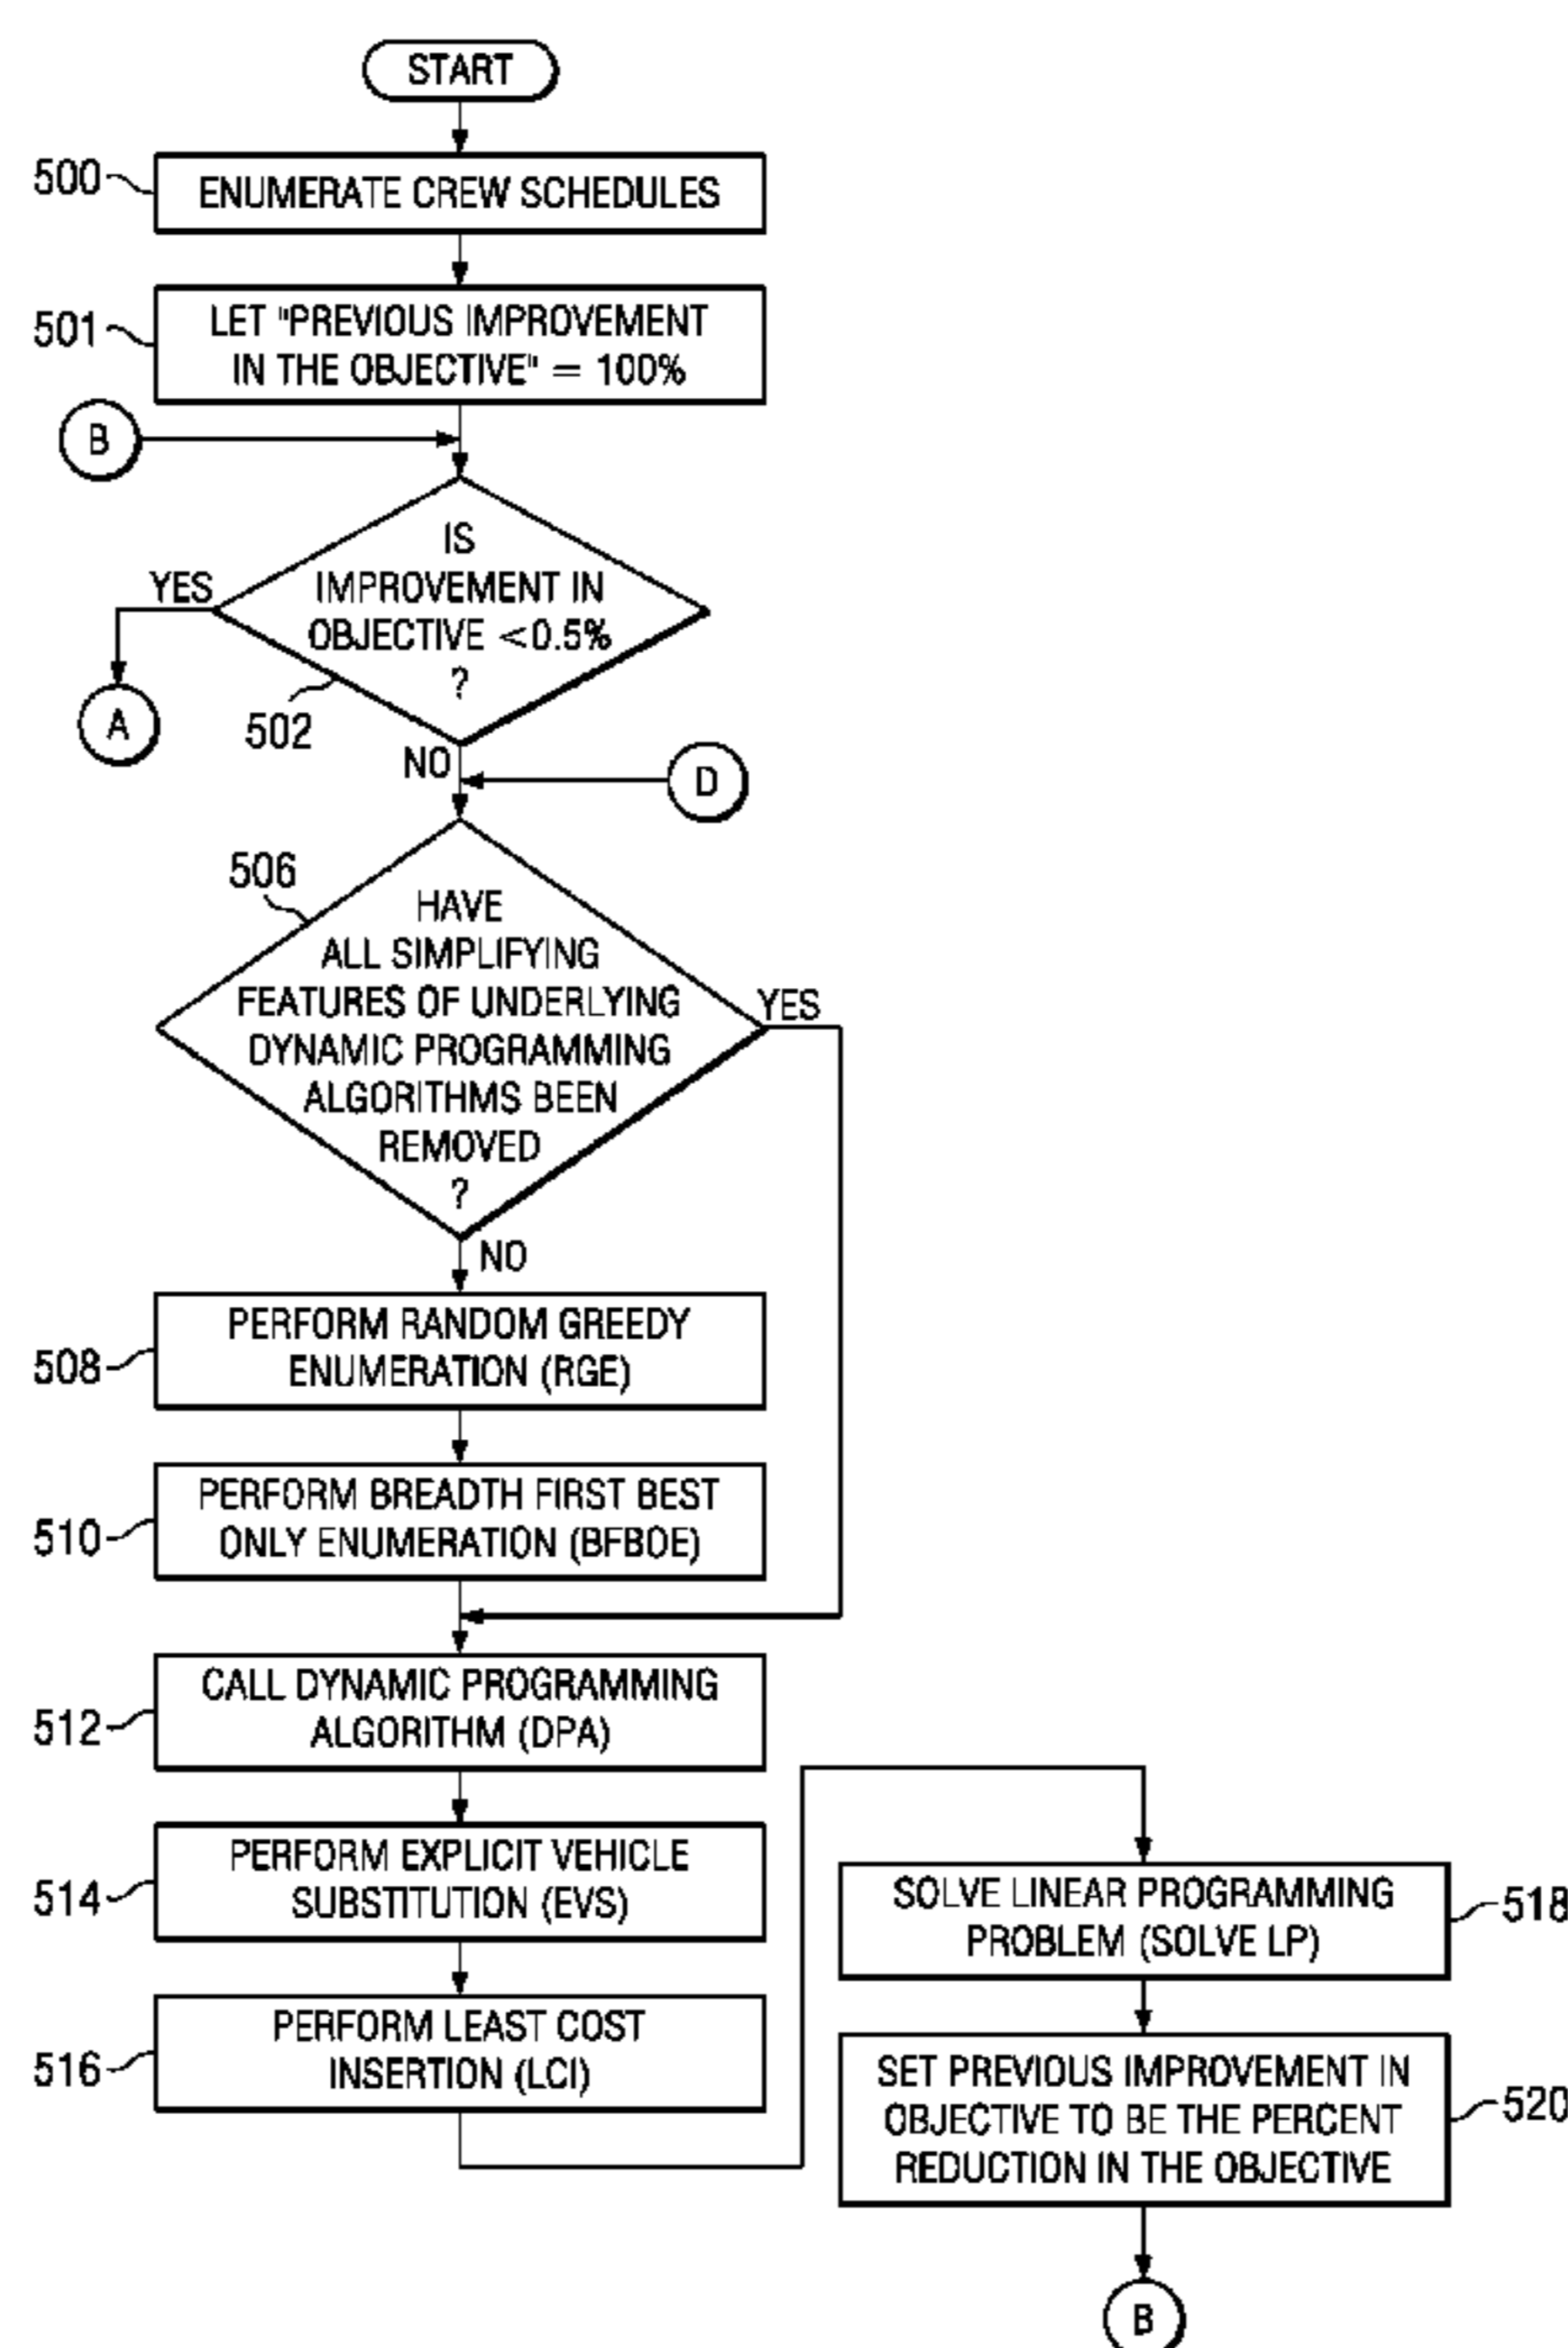 START
500
ENUMERATE CREW SCHEDULES
501
LET "PREVIOUS IMPROVEMENT
IN THE OBJECTIVE" = 100%
B
IS
IMPROVEMENT IN
OBJECTIVE <0.5%
?
YES
A
502
NO
D
506
HAVE
ALL SIMPLIFYING
FEATURES OF UNDERLYING
DYNAMIC PROGRAMMING
ALGORITHMS BEEN
REMOVED
?
YES
NO
508
PERFORM RANDOM GREEDY
ENUMERATION (RGE)
510
PERFORM BREADTH FIRST BEST
ONLY ENUMERATION (BFBOE)
512
CALL DYNAMIC PROGRAMMING
ALGORITHM (DPA)
514
PERFORM EXPLICIT VEHICLE
SUBSTITUTION (EVS)
516
PERFORM LEAST COST
INSERTION (LCI)
SOLVE LINEAR PROGRAMMING
PROBLEM (SOLVE LP)
518
SET PREVIOUS IMPROVEMENT IN
OBJECTIVE TO BE THE PERCENT
REDUCTION IN THE OBJECTIVE
520
B